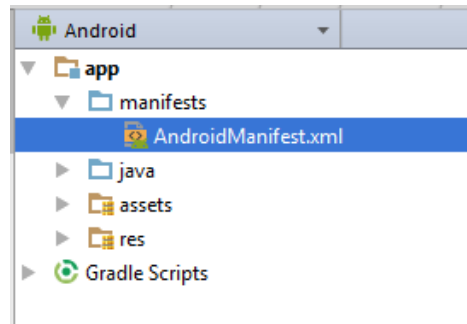 Android
app
manifests
AndroidManifest.xml
java
assets
res
Gradle Scripts